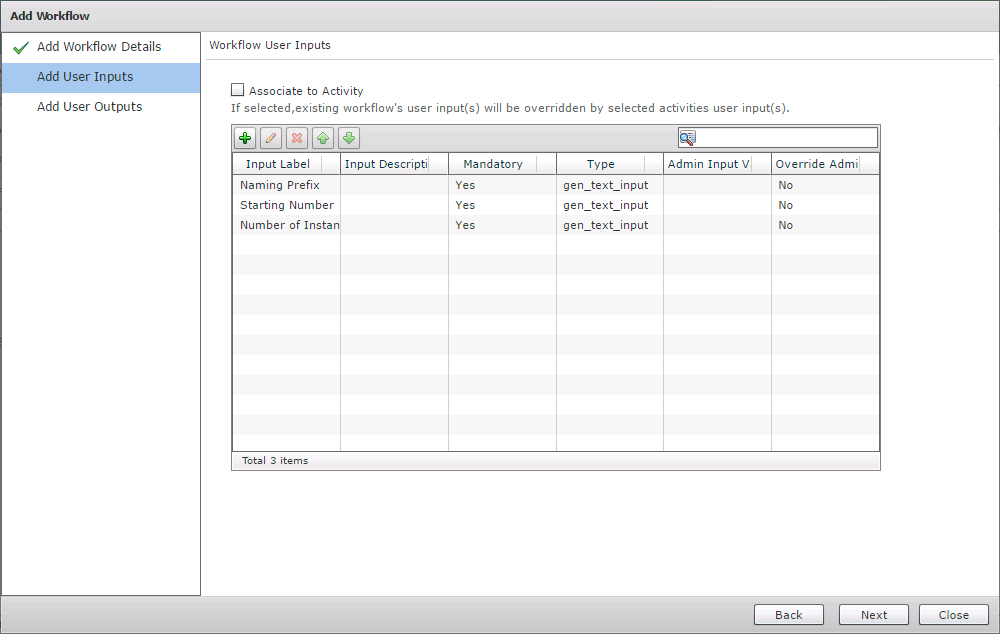 Add Workflow
Add Workflow Details
Add User Inputs
Add User Outputs
Workflow User Inputs
Associate to Activity
If selected,existing workflow's user input(s) will be overridden by selected activities user input(s).
Input Label Input Descripti Mandatory Type Admin Input V Override Admi
Naming Prefix Yes gen_text_input No
Starting Number Yes gen_text_input No
Number of Instan Yes gen_text_input No
Total 3 items
Back Next Close